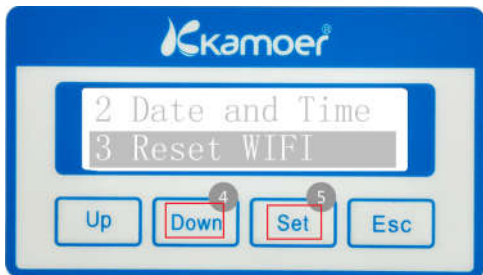 kamoer
2 Date and Time
3 Reset WIFI
4
5
Up
Down
Set
Esc